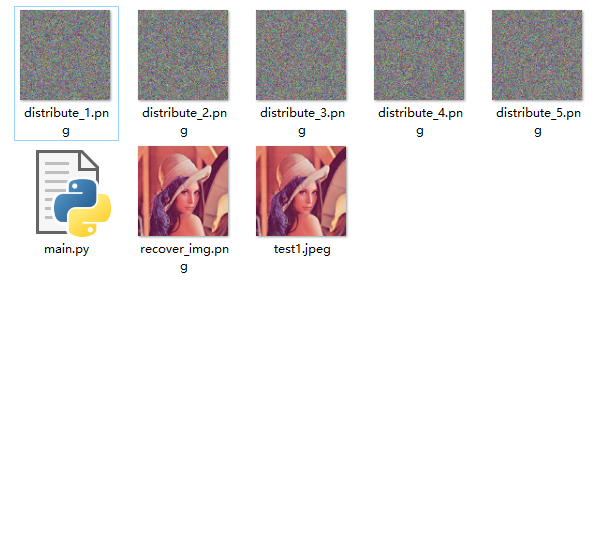 distribute_1.pn
g
distribute_2.pn
g
distribute_3.pn
g
distribute_4.pn
g
distribute_5.pn
g
main.py
recover_img.pn
g
test1.jpeg